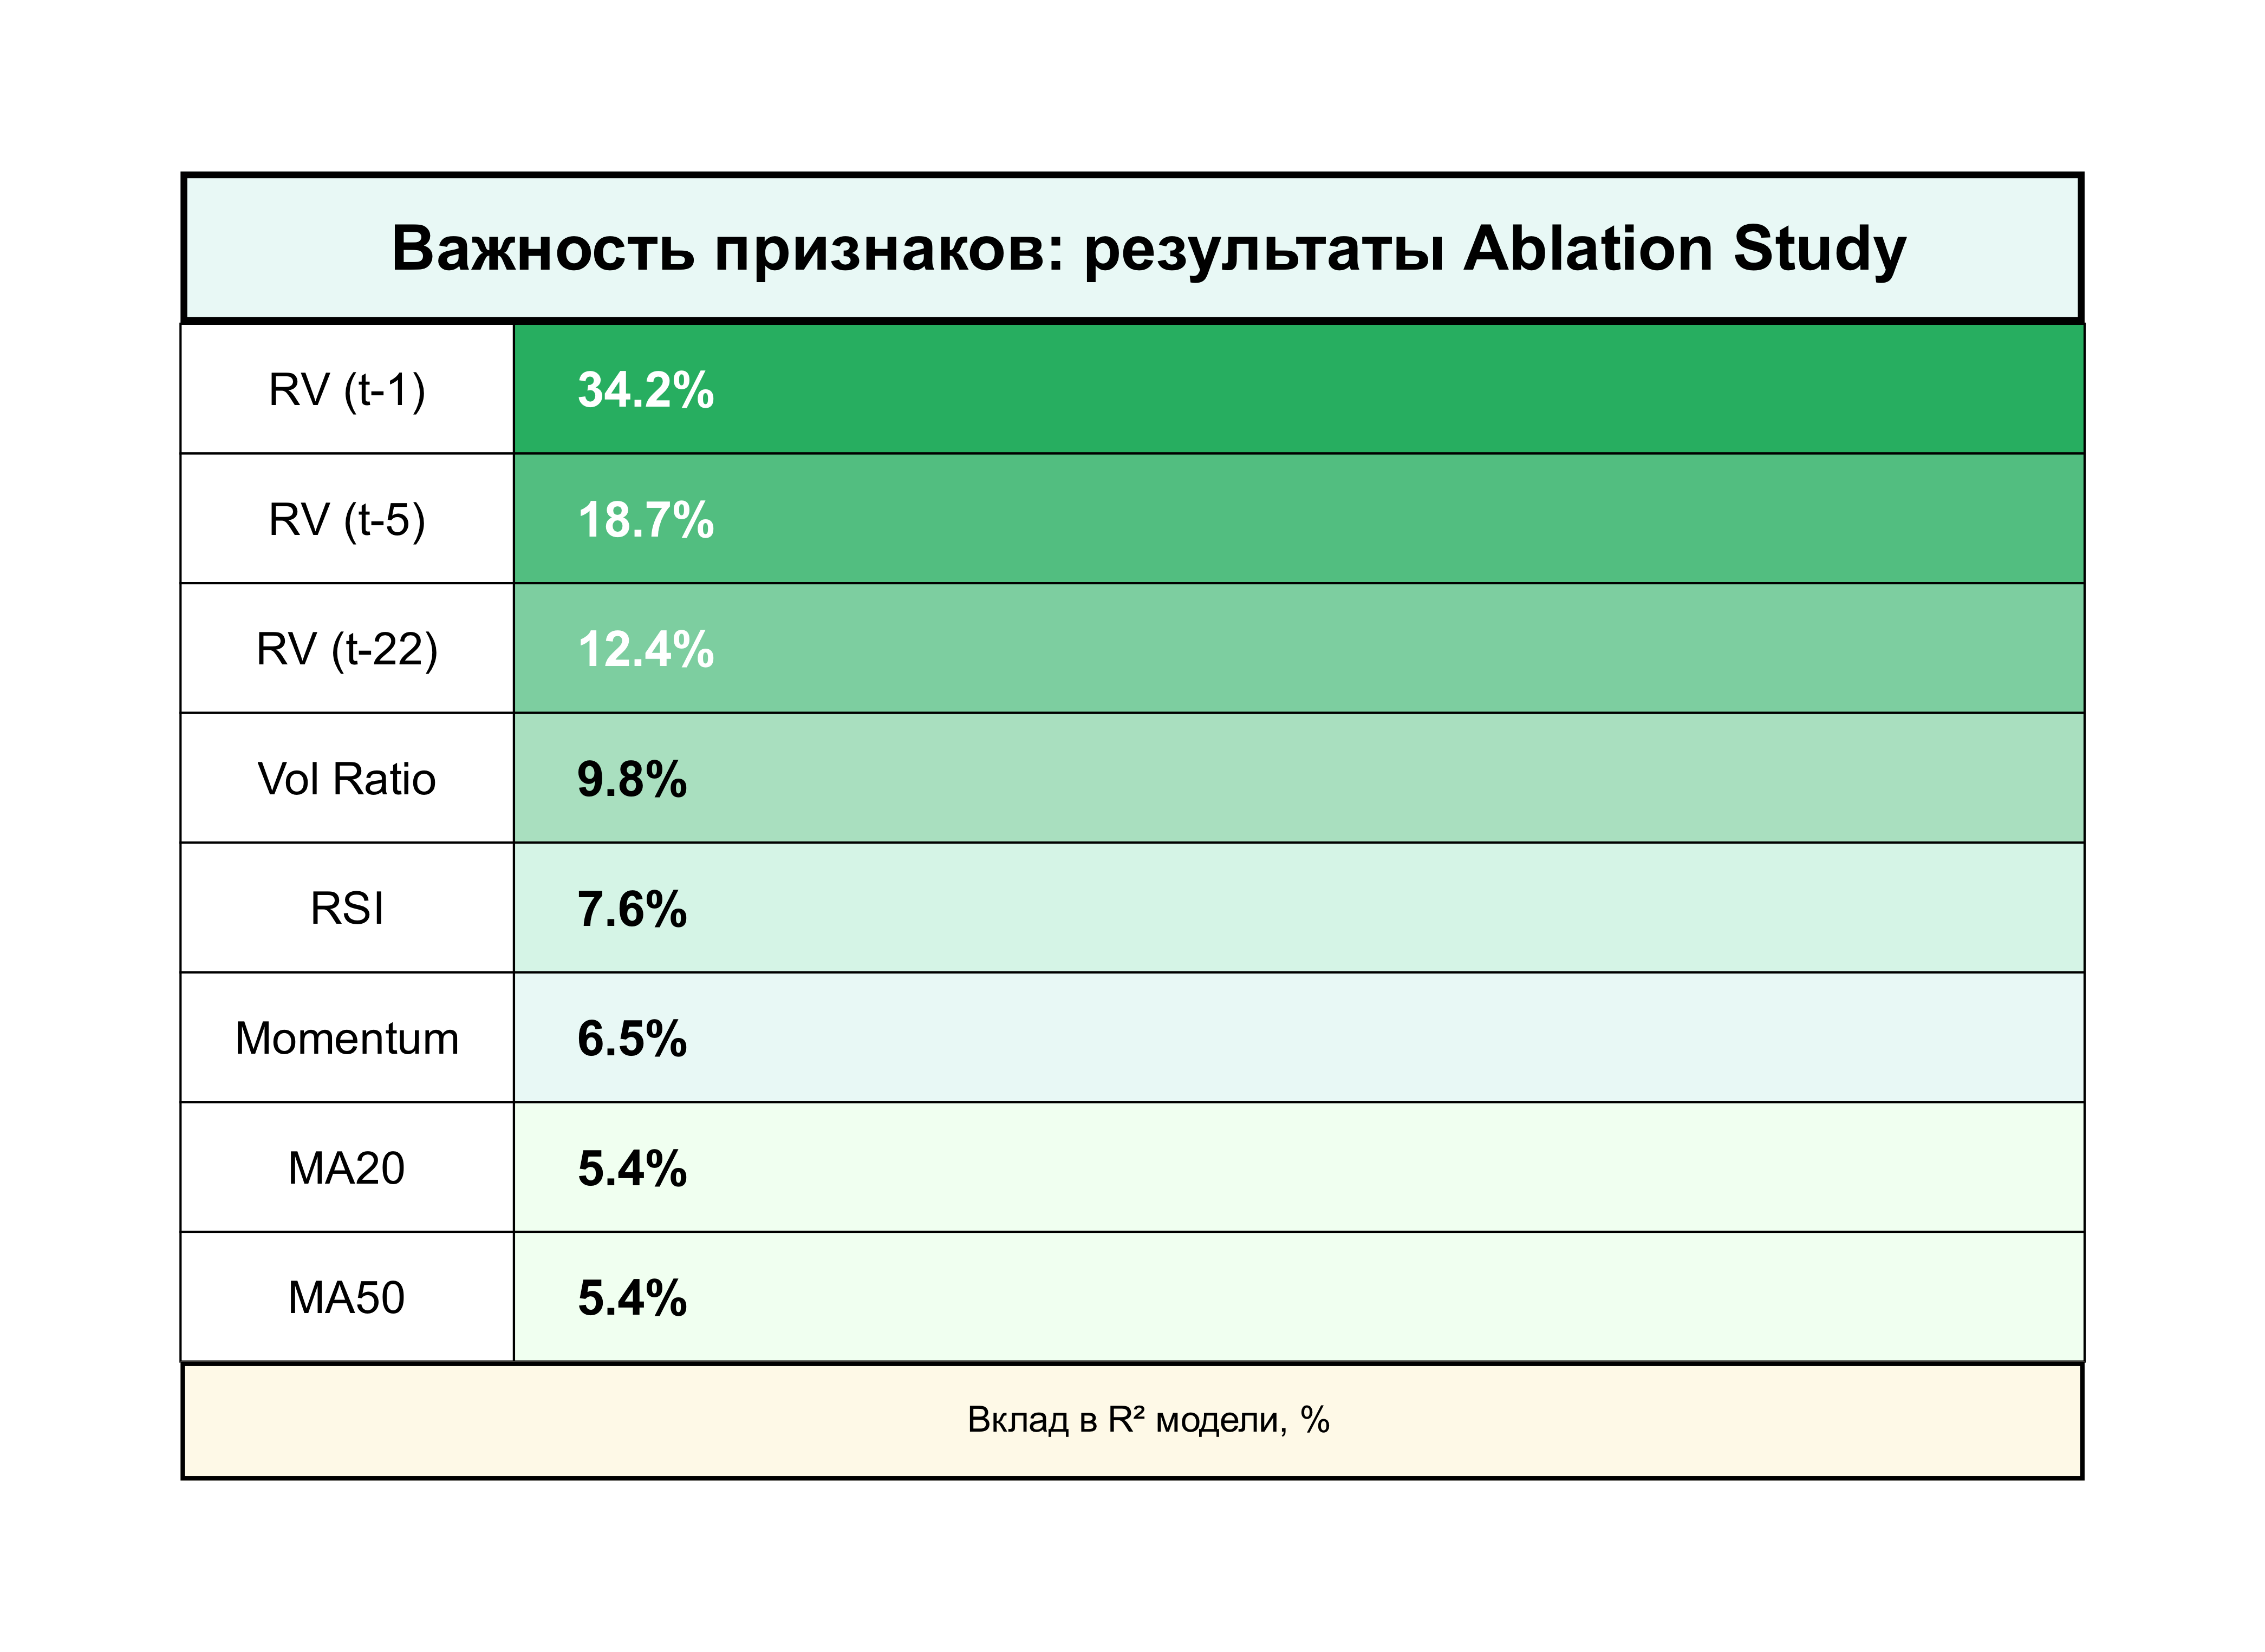 Важность признаков: результаты Ablation Study
RV (t-1) 34.2%
RV (t-5) 18.7%
RV (t-22) 12.4%
Vol Ratio 9.8%
RSI 7.6%
Momentum 6.5%
MA20 5.4%
MA50 5.4%
Вклад в R² модели, %